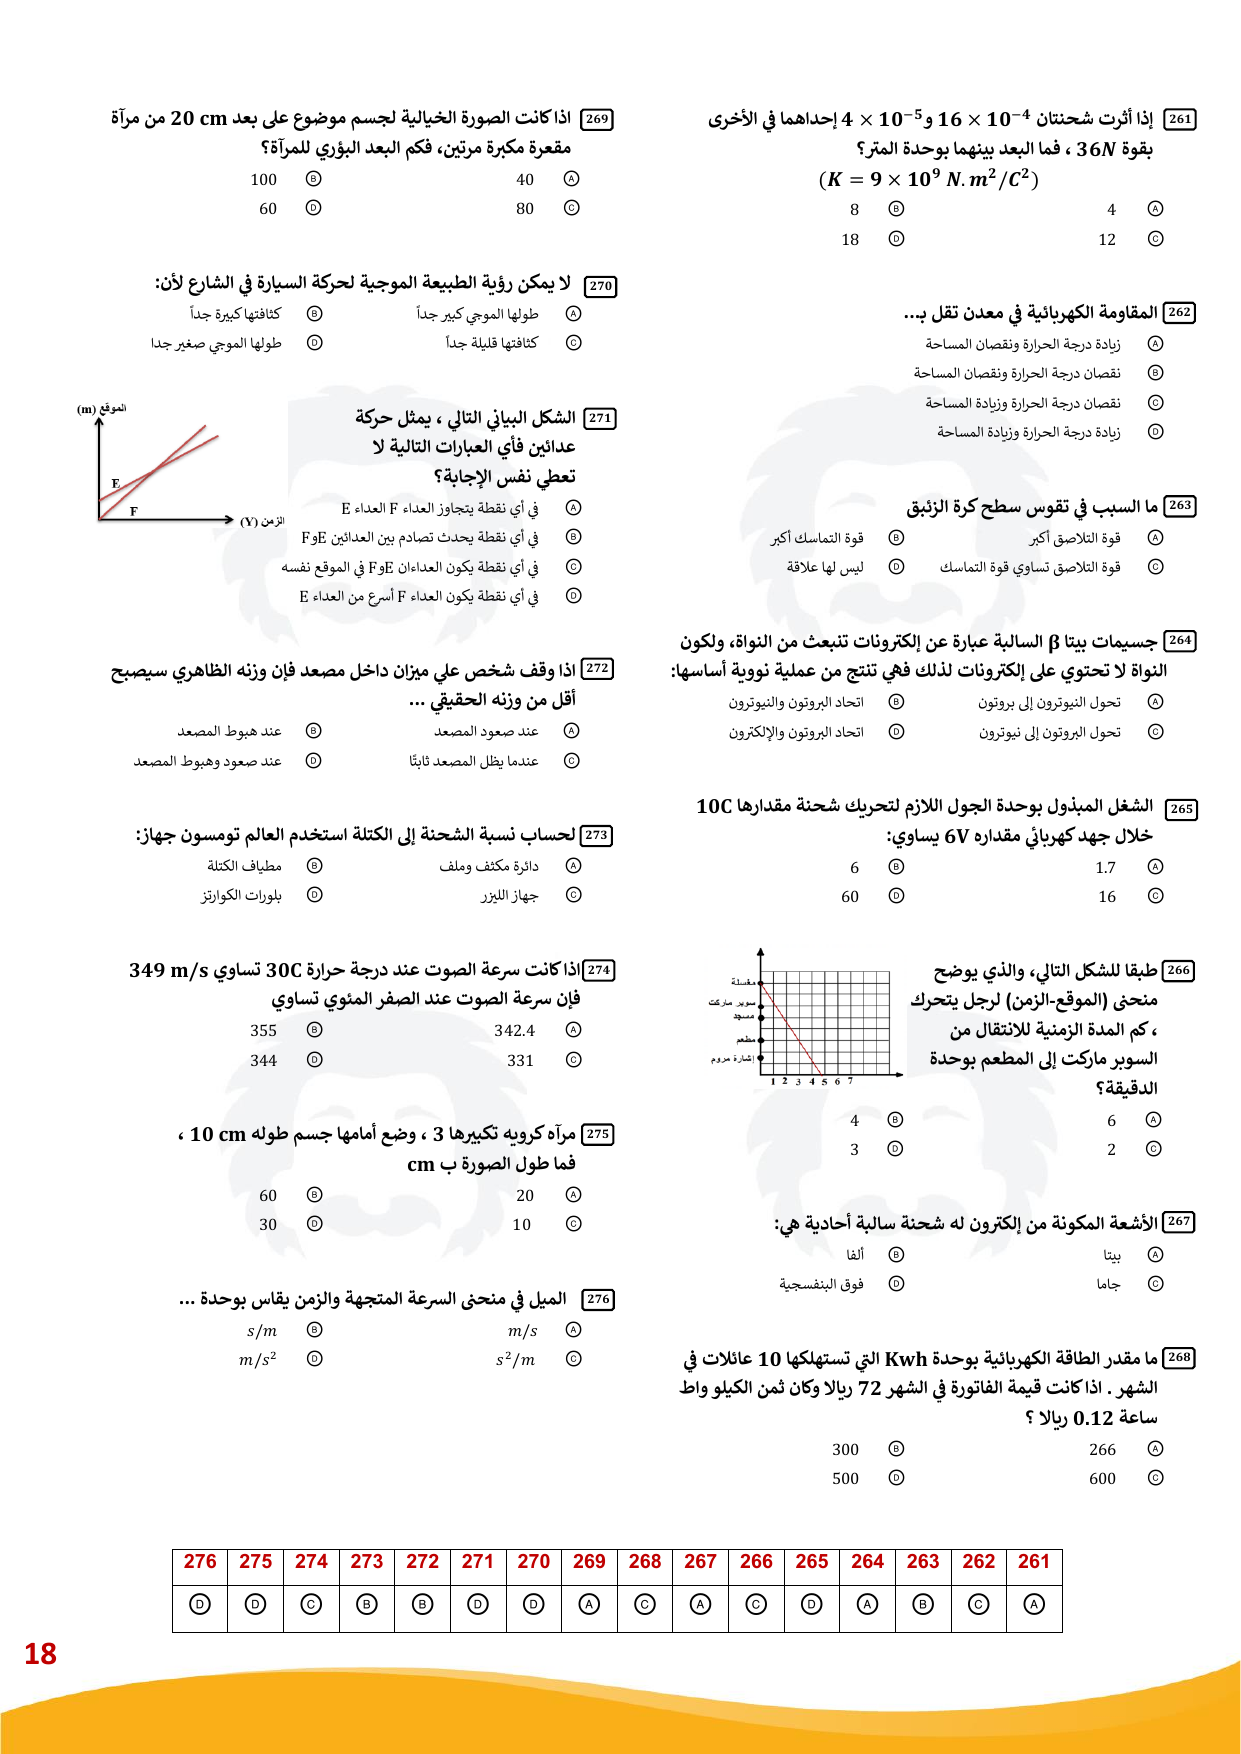 261 إذا أثرت شحنتان 16 × 10⁻⁴ و 4 × 10⁻⁵ إحداهما في الأخرى
بقوة 36N ، فما البعد بينهما بوحدة المتر؟
(K = 9 × 10⁹ N.m²/C²)
A 4 B 8
C 12 D 18
262 المقاومة الكهربائية في معدن تقل بـ...
A زيادة درجة الحرارة ونقصان المساحة
B نقصان درجة الحرارة ونقصان المساحة
C نقصان درجة الحرارة وزيادة المساحة
D زيادة درجة الحرارة وزيادة المساحة
263 ما السبب في تقوس سطح كرة الزئبق
A قوة التلاصق أكبر B قوة التماسك أكبر
C قوة التلاصق تساوي قوة التماسك D ليس لها علاقة
264 جسيمات بيتا β السالبة عبارة عن إلكترونات تنبعث من النواة، ولكون
النواة لا تحتوي على إلكترونات لذلك فهي تنتج من عملية نووية أساسها:
A تحول النيوترون إلى بروتون B اتحاد البروتون والنيوترون
C تحول البروتون إلى نيوترون D اتحاد البروتون والإلكترون
265 الشغل المبذول بوحدة الجول اللازم لتحريك شحنة مقدارها 10C
خلال جهد كهربائي مقداره 6V يساوي:
A 1.7 B 6
C 16 D 60
266 طبقا للشكل التالي، والذي يوضح
منحنى (الموقع-الزمن) لرجل يتحرك
، كم المدة الزمنية للانتقال من
السوبر ماركت إلى المطعم بوحدة
الدقيقة؟
مغسلة
سوبر ماركت
مسجد
مطعم
إشارة مروم
1 2 3 4 5 6 7
A 6 B 4
C 2 D 3
267 الأشعة المكونة من إلكترون له شحنة سالبة أحادية هي:
A بيتا B ألفا
C جاما D فوق البنفسجية
268 ما مقدر الطاقة الكهربائية بوحدة Kwh التي تستهلكها 10 عائلات في
الشهر . اذا كانت قيمة الفاتورة في الشهر 72 ريالا وكان ثمن الكيلو واط
ساعة 0.12 ريالا ؟
A 266 B 300
C 600 D 500
269 اذا كانت الصورة الخيالية لجسم موضوع على بعد 20 cm من مرآة
مقعرة مكبرة مرتين، فكم البعد البؤري للمرآة؟
A 40 B 100
C 80 D 60
270 لا يمكن رؤية الطبيعة الموجية لحركة السيارة في الشارع لأن:
A طولها الموجي كبير جداً B كثافتها كبيرة جداً
C كثافتها قليلة جداً D طولها الموجي صغير جدا
271 الشكل البياني التالي ، يمثل حركة
عدائين فأي العبارات التالية لا
تعطي نفس الإجابة؟
الموقع (m)
E
F
الزمن (Y)
A في أي نقطة يتجاوز العداء F العداء E
B في أي نقطة يحدث تصادم بين العدائين E وF
C في أي نقطة يكون العداءان E وF في الموقع نفسه
D في أي نقطة يكون العداء F أسرع من العداء E
272 اذا وقف شخص علي ميزان داخل مصعد فإن وزنه الظاهري سيصبح
أقل من وزنه الحقيقي ...
A عند صعود المصعد B عند هبوط المصعد
C عندما يظل المصعد ثابتًا D عند صعود وهبوط المصعد
273 لحساب نسبة الشحنة إلى الكتلة استخدم العالم تومسون جهاز:
A دائرة مكثف وملف B مطياف الكتلة
C جهاز الليزر D بلورات الكوارتز
274 اذا كانت سرعة الصوت عند درجة حرارة 30C تساوي 349 m/s
فإن سرعة الصوت عند الصفر المئوي تساوي
A 342.4 B 355
C 331 D 344
275 مرآه كرويه تكبيرها 3 ، وضع أمامها جسم طوله 10 cm ،
فما طول الصورة ب cm
A 20 B 60
C 10 D 30
276 الميل في منحنى السرعة المتجهة والزمن يقاس بوحدة ...
A m/s B s/m
C s²/m D m/s²
276 275 274 273 272 271 270 269 268 267 266 265 264 263 262 261
D D C B B D D A C A C D A B C A
18